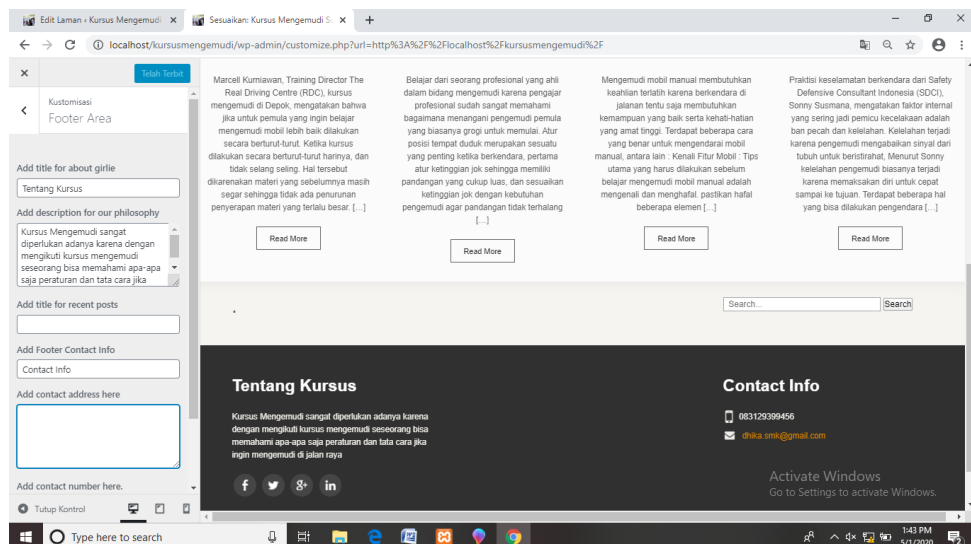 Edit Laman ‹ Kursus Mengemudi
Sesuaikan: Kursus Mengemudi S
localhost/kursusmengemudi/wp-admin/customize.php?url=http%3A%2F%2Flocalhost%2Fkursusmengemudi%2F
Telah Terbit
Kustomisasi
Footer Area
Add title for about girlie
Tentang Kursus
Add description for our philosophy
Kursus Mengemudi sangat
diperlukan adanya karena dengan
mengikuti kursus mengemudi
seseorang bisa memahami apa-apa
saja peraturan dan tata cara jika
Add title for recent posts
Add Footer Contact Info
Contact Info
Add contact address here
Add contact number here.
Tutup Kontrol
Marcell Kurniawan, Training Director The
Real Driving Centre (RDC), kursus
mengemudi di Depok, mengatakan bahwa
jika untuk pemula yang ingin belajar
mengemudi mobil lebih baik dilakukan
secara berturut-turut. Ketika kursus
dilakukan secara berturut-turut harinya, dan
tidak selang seling. Hal tersebut
dikarenakan materi yang sebelumnya masih
segar sehingga tidak ada penurunan
penyerapan materi yang terlalu besar. […]
Read More
Belajar dari seorang profesional yang ahli
dalam bidang mengemudi karena pengajar
profesional sudah sangat memahami
bagaimana menangani pengemudi pemula
yang biasanya grogi untuk memulai. Atur
posisi tempat duduk merupakan sesuatu
yang penting ketika berkendara, pertama
atur ketinggian jok sehingga memiliki
pandangan yang cukup luas, dan sesuaikan
ketinggian jok dengan kebutuhan
pengemudi agar pandangan tidak terhalang
[…]
Read More
Mengemudi mobil manual membutuhkan
keahlian terlatih karena berkendara di
jalanan tentu saja membutuhkan
kemampuan yang baik serta kehati-hatian
yang amat tinggi. Terdapat beberapa cara
yang benar untuk mengendarai mobil
manual, antara lain : Kenali Fitur Mobil : Tips
utama yang harus dilakukan sebelum
belajar mengemudi mobil manual adalah
mengenali dan menghafal. pastikan hafal
beberapa elemen […]
Read More
Praktisi keselamatan berkendara dari Safety
Defensive Consultant Indonesia (SDCI),
Sonny Susmana, mengatakan faktor internal
yang sering jadi pemicu kecelakaan adalah
ban pecah dan kelelahan. Kelelahan terjadi
karena pengemudi mengabaikan sinyal dari
tubuh untuk beristirahat, Menurut Sonny
kelelahan pengemudi biasanya terjadi
karena memaksakan diri untuk cepat
sampai ke tujuan. Terdapat beberapa hal
yang bisa dilakukan pengendara […]
Read More
Search...
Search
Tentang Kursus
Kursus Mengemudi sangat diperlukan adanya karena
dengan mengikuti kursus mengemudi seseorang bisa
memahami apa-apa saja peraturan dan tata cara jika
ingin mengemudi di jalan raya
Contact Info
083129399456
dhika.smk@gmail.com
Activate Windows
Go to Settings to activate Windows.
Type here to search
1:43 PM
5/1/2020